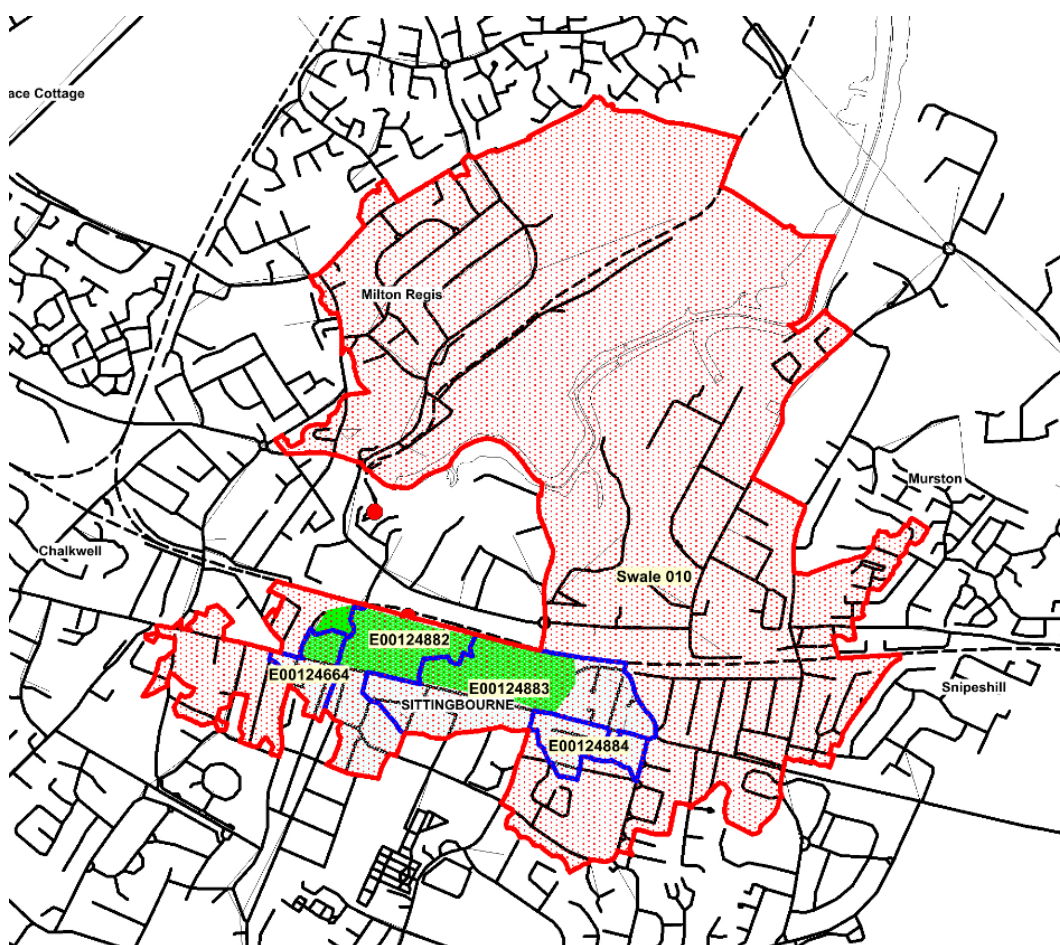 ace Cottage
Milton Regis
Murston
Chalkwell
Swale 010
E00124882
E00124664
E00124883
Snipeshill
SITTINGBOURNE
E00124884